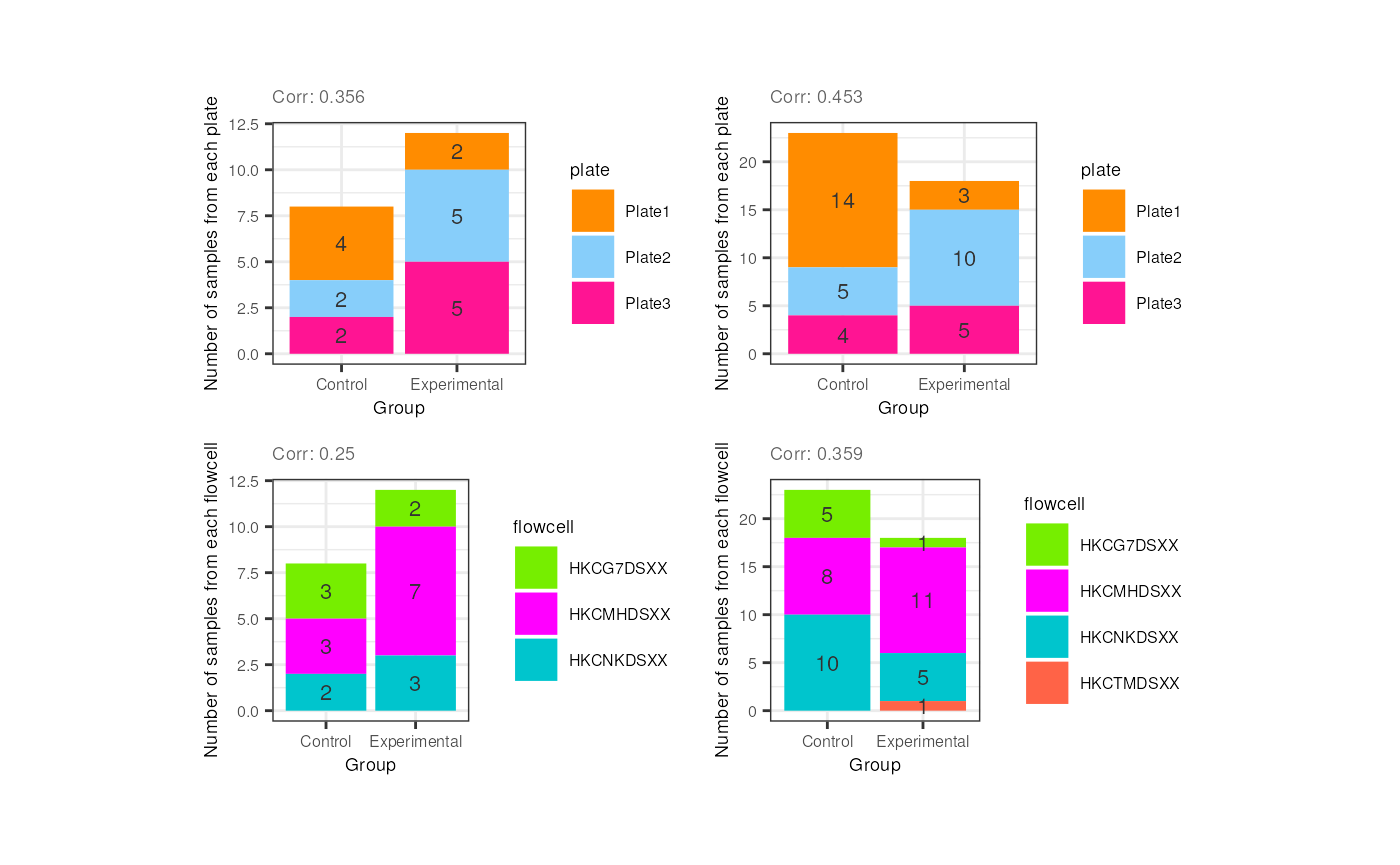 Corr: 0.356
Number of samples from each plate
12.5
10.0
7.5
5.0
2.5
0.0
4
2
2
2
5
5
Control
Experimental
Group
plate
Plate1
Plate2
Plate3
Corr: 0.453
Number of samples from each plate
20
15
10
5
0
14
5
4
3
10
5
Control
Experimental
Group
plate
Plate1
Plate2
Plate3
Corr: 0.25
Number of samples from each flowcell
12.5
10.0
7.5
5.0
2.5
0.0
3
3
2
2
7
3
Control
Experimental
Group
flowcell
HKCG7DSXX
HKCMHDSXX
HKCNKDSXX
Corr: 0.359
Number of samples from each flowcell
20
15
10
5
0
5
8
10
1
11
5
1
Control
Experimental
Group
flowcell
HKCG7DSXX
HKCMHDSXX
HKCNKDSXX
HKCTMDSXX